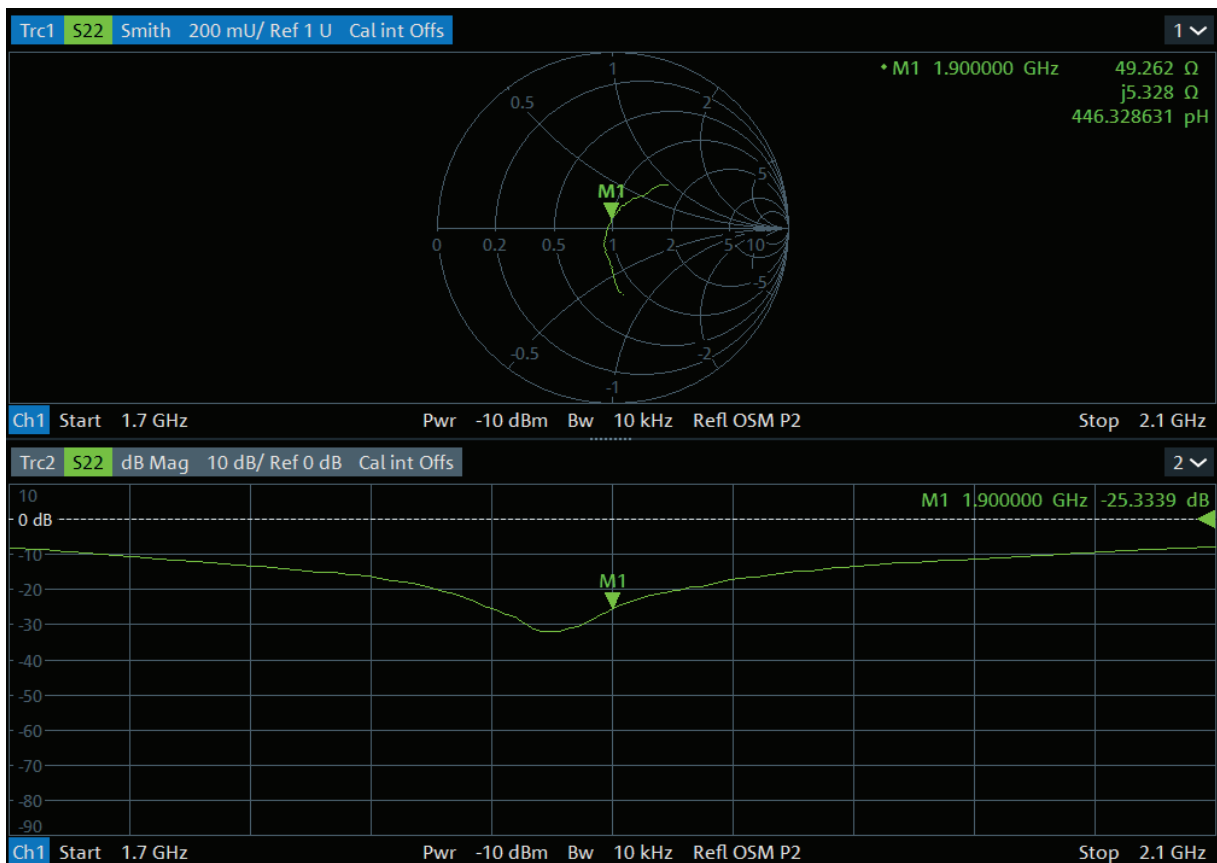 Trc1 S22 Smith 200 mU/ Ref 1 U Cal int Offs 1
M1 1.900000 GHz 49.262 Ω
j5.328 Ω
446.328631 pH
1
0.5 2
5
M1
0 0.2 0.5 1 2 5 10
-5
-0.5 -2
-1
Ch1 Start 1.7 GHz Pwr -10 dBm Bw 10 kHz Refl OSM P2 Stop 2.1 GHz
Trc2 S22 dB Mag 10 dB/ Ref 0 dB Cal int Offs 2
10 M1 1.900000 GHz -25.3339 dB
0 dB
-10
-20
M1
-30
-40
-50
-60
-70
-80
-90
Ch1 Start 1.7 GHz Pwr -10 dBm Bw 10 kHz Refl OSM P2 Stop 2.1 GHz